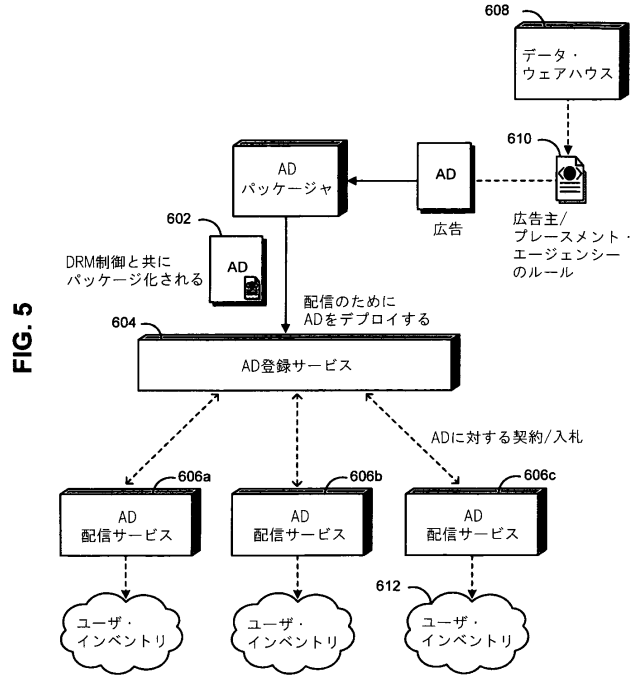 608
データ・
ウェアハウス
610
AD
パッケージャ
AD
広告
広告主/
プレースメント・
エージェンシー
のルール
602
AD
DRM制御と共に
パッケージ化される
配信のために
ADをデプロイする
FIG. 5
604
AD登録サービス
ADに対する契約/入札
606a
606b
606c
AD
配信サービス
AD
配信サービス
AD
配信サービス
612
ユーザ・
インベントリ
ユーザ・
インベントリ
ユーザ・
インベントリ